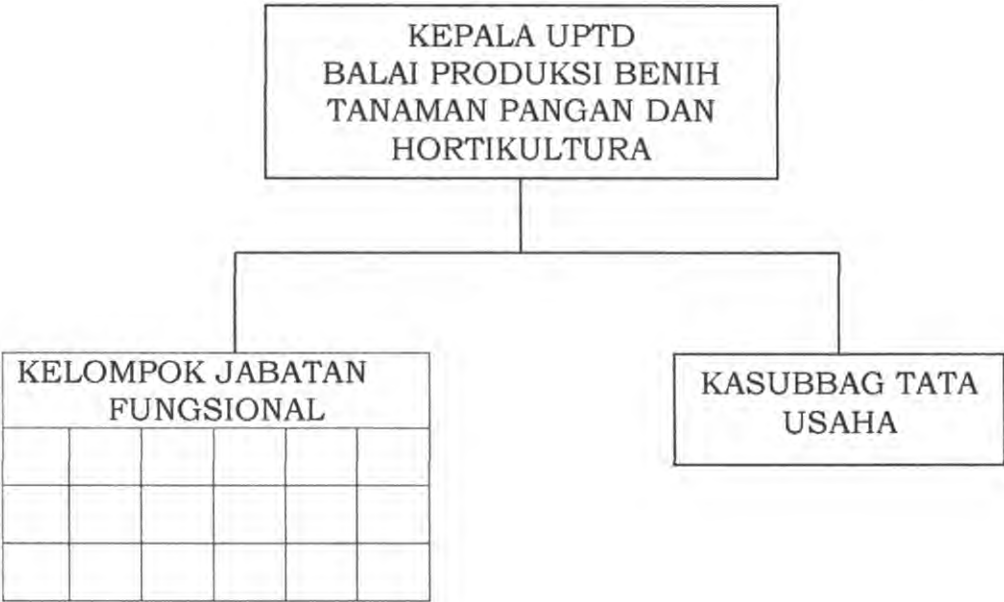 KEPALA UPTD
BALAI PRODUKSI BENIH
TANAMAN PANGAN DAN
HORTIKULTURA
KELOMPOK JABATAN
FUNGSIONAL
KASUBBAG TATA
USAHA